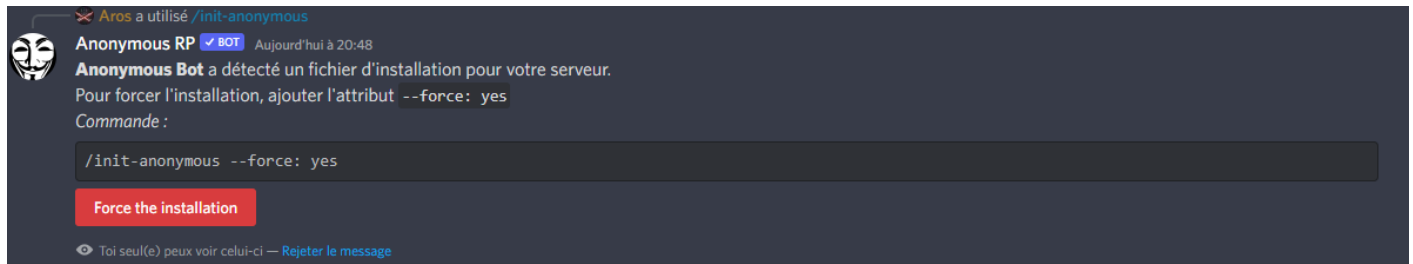 Aros a utilisé /init-anonymous
Anonymous RP ✓ BOT Aujourd'hui à 20:48
Anonymous Bot a détecté un fichier d'installation pour votre serveur.
Pour forcer l'installation, ajouter l'attribut --force: yes
Commande :
/init-anonymous --force: yes
Force the installation
Toi seul(e) peux voir celui-ci — Rejeter le message